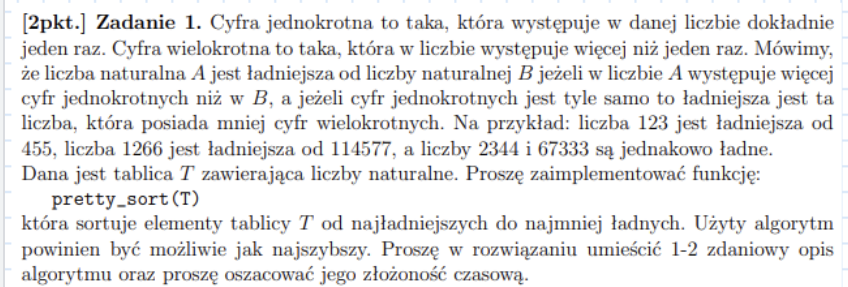 [2pkt.] Zadanie 1. Cyfra jednokrotna to taka, która występuje w danej liczbie dokładnie
jeden raz. Cyfra wielokrotna to taka, która w liczbie występuje więcej niż jeden raz. Mówimy,
że liczba naturalna A jest ładniejsza od liczby naturalnej B jeżeli w liczbie A występuje więcej
cyfr jednokrotnych niż w B, a jeżeli cyfr jednokrotnych jest tyle samo to ładniejsza jest ta
liczba, która posiada mniej cyfr wielokrotnych. Na przykład: liczba 123 jest ładniejsza od
455, liczba 1266 jest ładniejsza od 114577, a liczby 2344 i 67333 są jednakowo ładne.
Dana jest tablica T zawierająca liczby naturalne. Proszę zaimplementować funkcję:
pretty_sort(T)
która sortuje elementy tablicy T od najładniejszych do najmniej ładnych. Użyty algorytm
powinien być możliwie jak najszybszy. Proszę w rozwiązaniu umieścić 1-2 zdaniowy opis
algorytmu oraz proszę oszacować jego złożoność czasową.